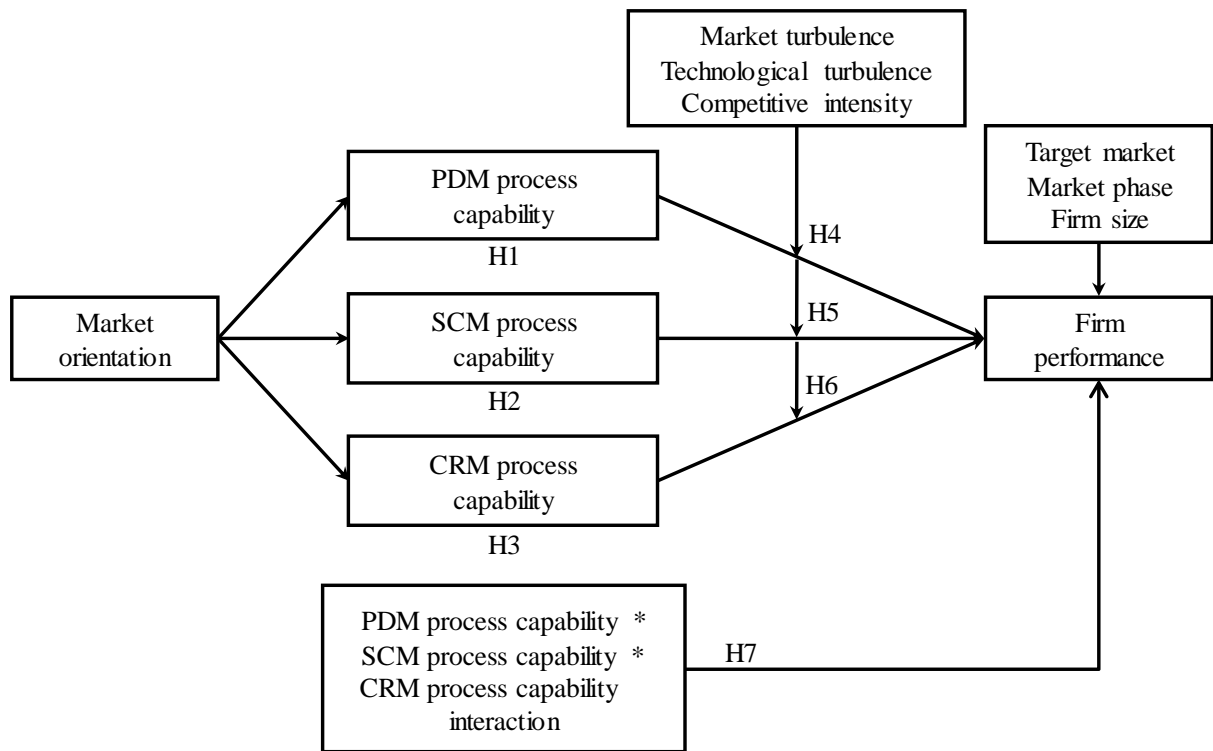 Market turbulence
Technological turbulence
Competitive intensity
Target market
Market phase
Firm size
PDM process
capability
H1
H4
Market
orientation
SCM process
capability
H2
H5
Firm
performance
H6
CRM process
capability
H3
PDM process capability *
SCM process capability *
CRM process capability
interaction
H7